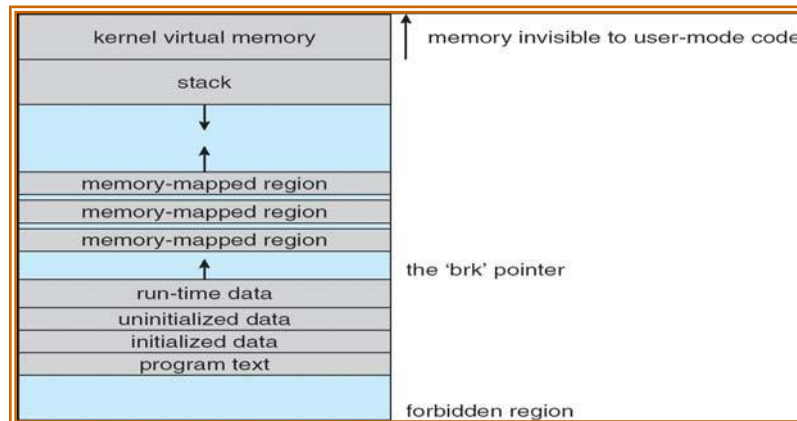 kernel virtual memory
memory invisible to user-mode code
stack
memory-mapped region
memory-mapped region
memory-mapped region
the 'brk' pointer
run-time data
uninitialized data
initialized data
program text
forbidden region